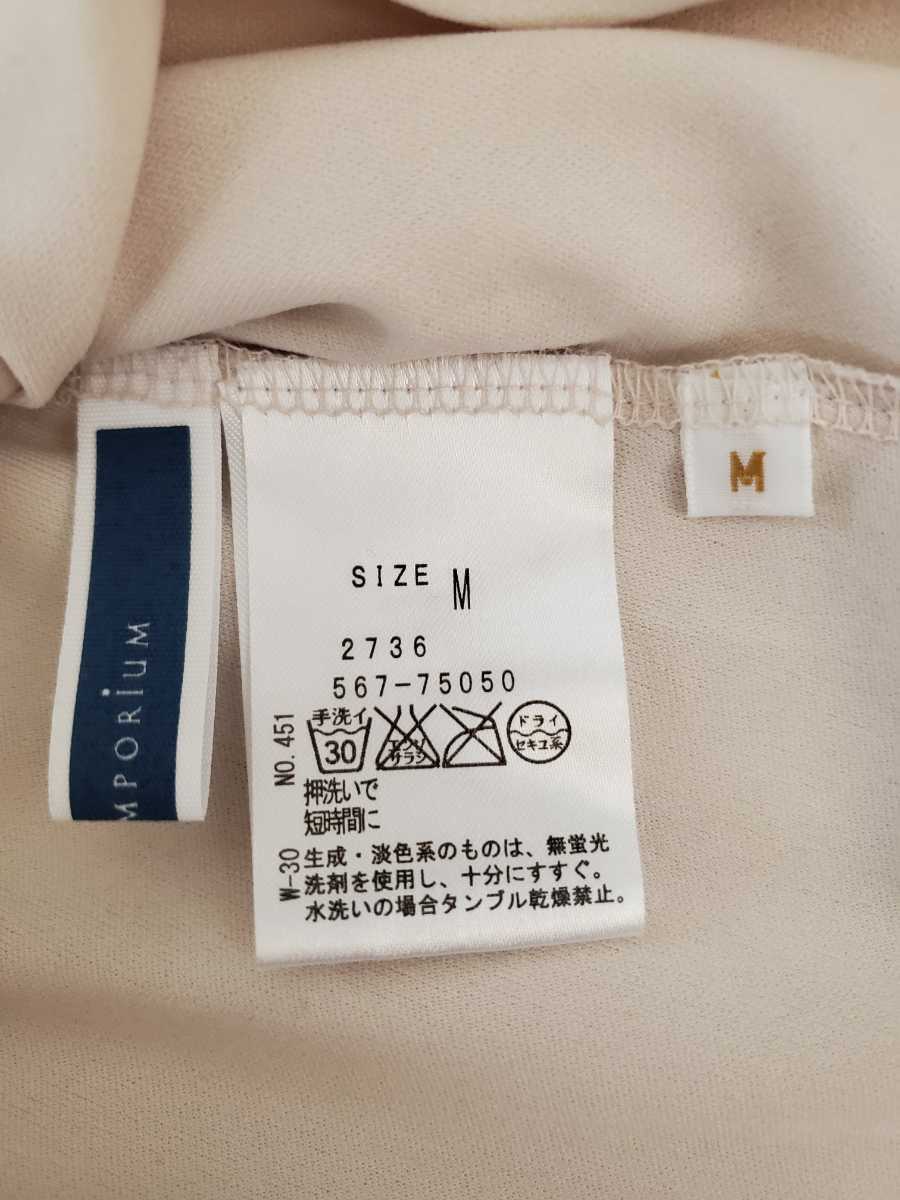 MPORIUM
SIZE M
2736
567-75050
NO. 451
手洗イ
30
エンソ
サラシ
ドライ
セキユ系
押洗いで
短時間に
W-30
生成・淡色系のものは、無蛍光
洗剤を使用し、十分にすすぐ。
水洗いの場合タンブル乾燥禁止。
M